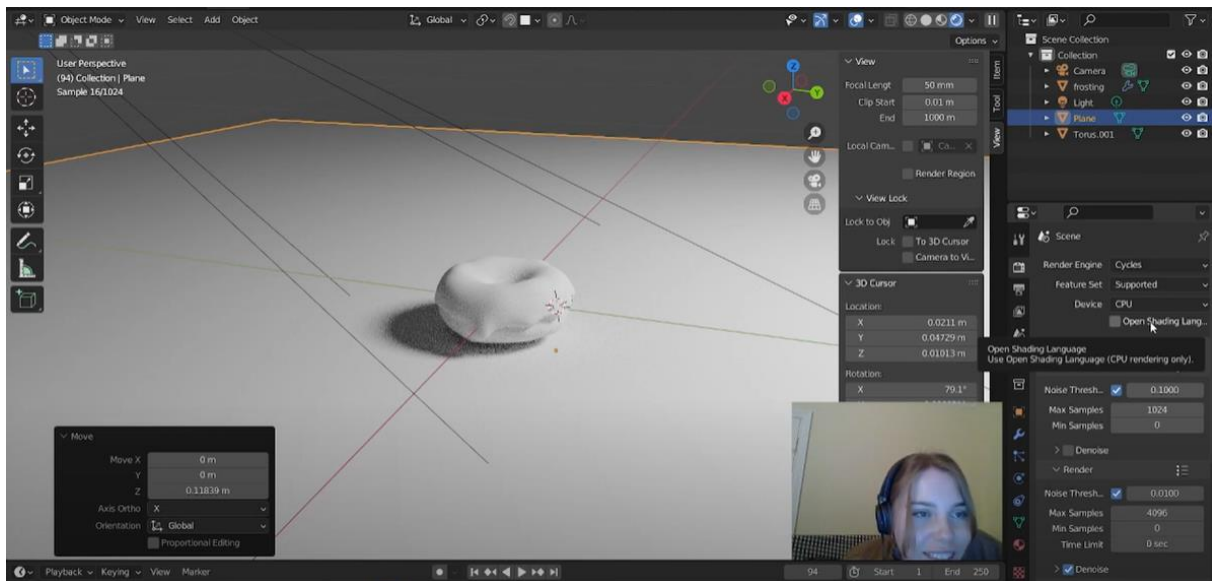 Object Mode View Select Add Object Global
Options
User Perspective
(94) Collection | Plane
Sample 16/1024
Z
Y
X
View
Focal Lengt 50 mm
Clip Start 0.01 m
End 1000 m
Local Cam... Ca...
Render Region
View Lock
Lock to Obj
Lock To 3D Cursor
Camera to Vi...
3D Cursor
Location:
X 0.0211 m
Y 0.04729 m
Z 0.01013 m
Rotation:
X 79.1°
Item
Tool
View
Scene Collection
Collection
Camera
frosting
Light
Plane
Torus.001
Scene
Render Engine Cycles
Feature Set Supported
Device CPU
Open Shading Lang...
Open Shading Language
Use Open Shading Language (CPU rendering only).
Noise Thresh... 0.1000
Max Samples 1024
Min Samples 0
Denoise
Render
Noise Thresh... 0.0100
Max Samples 4096
Min Samples 0
Time Limit 0 sec
Denoise
Move
Move X 0 m
Y 0 m
Z 0.11839 m
Axis Ortho X
Orientation Global
Proportional Editing
Playback Keying View Marker 94 Start 1 End 250